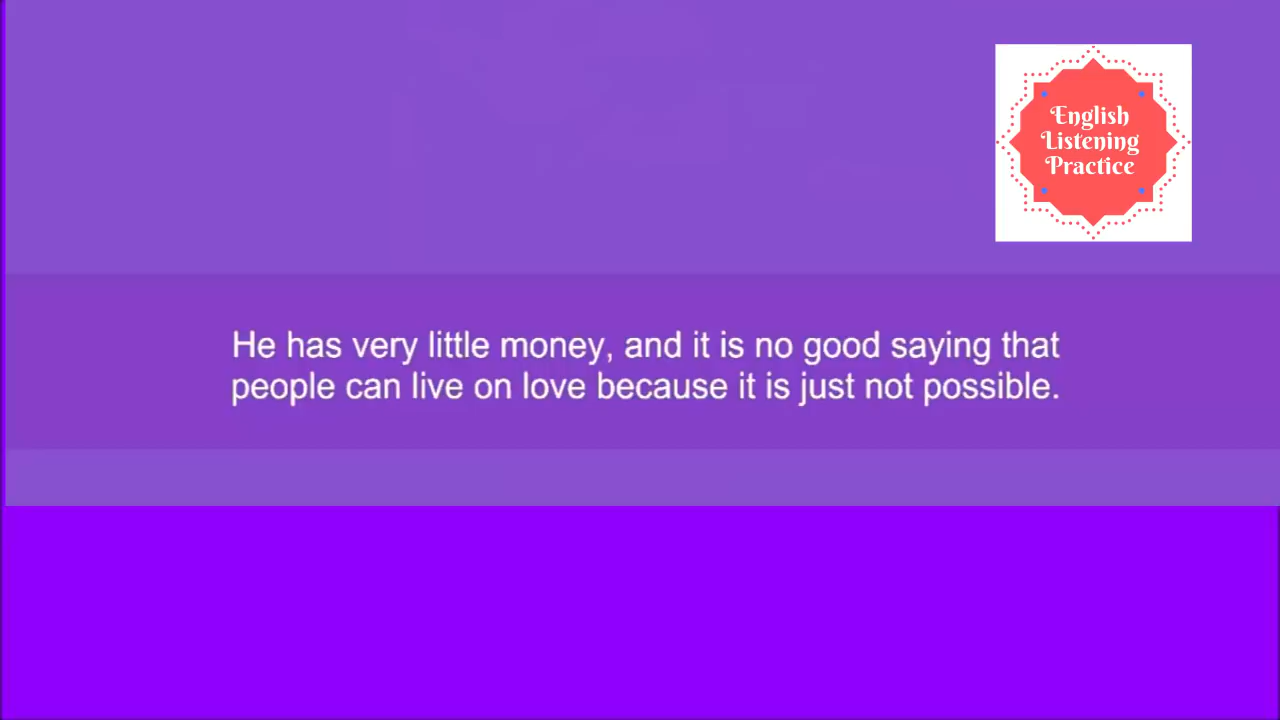 English
Listening
Practice
He has very little money, and it is no good saying that
people can live on love because it is just not possible.